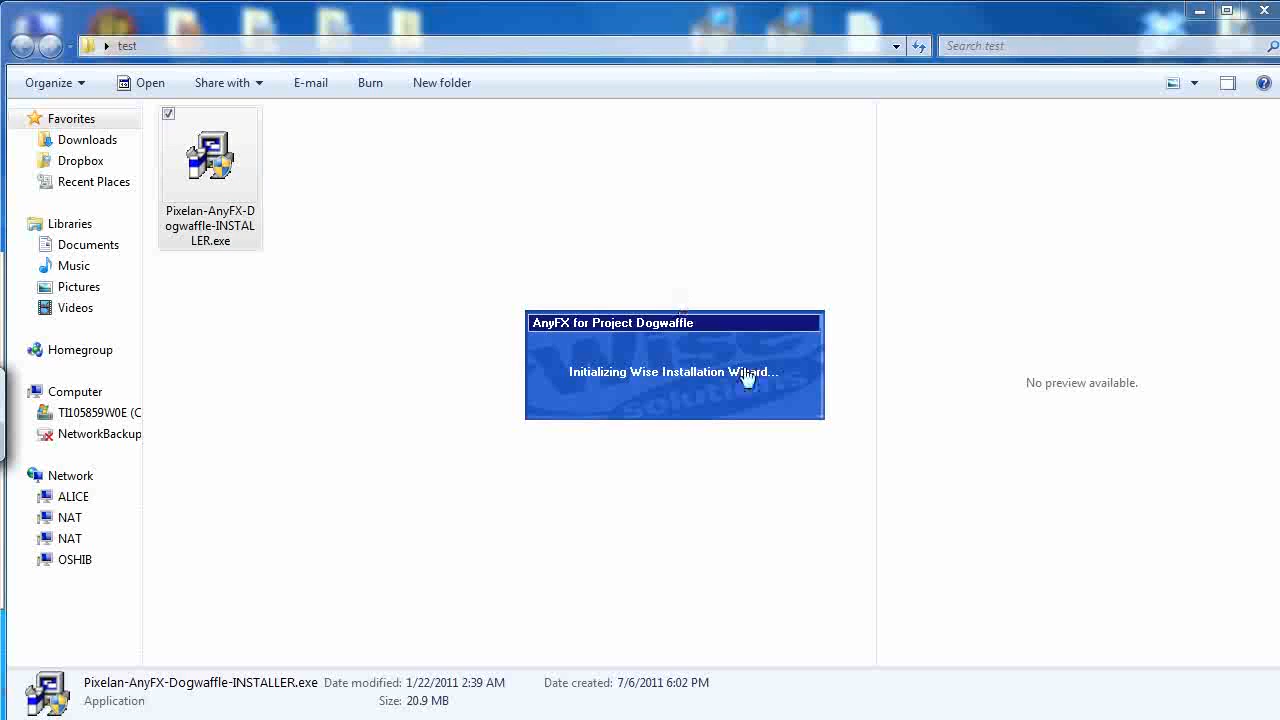 test
Search test
Organize
Open
Share with
E-mail
Burn
New folder
Favorites
Downloads
Dropbox
Recent Places
Libraries
Documents
Music
Pictures
Videos
Homegroup
Computer
TI105859W0E (C
NetworkBackup
Network
ALICE
NAT
NAT
OSHIB
Pixelan-AnyFX-D
ogwaffle-INSTAL
LER.exe
AnyFX for Project Dogwaffle
Wise
Initializing Wise Installation Wizard...
solutions
No preview available.
Pixelan-AnyFX-Dogwaffle-INSTALLER.exe Date modified: 1/22/2011 2:39 AM Date created: 7/6/2011 6:02 PM
Application Size: 20.9 MB